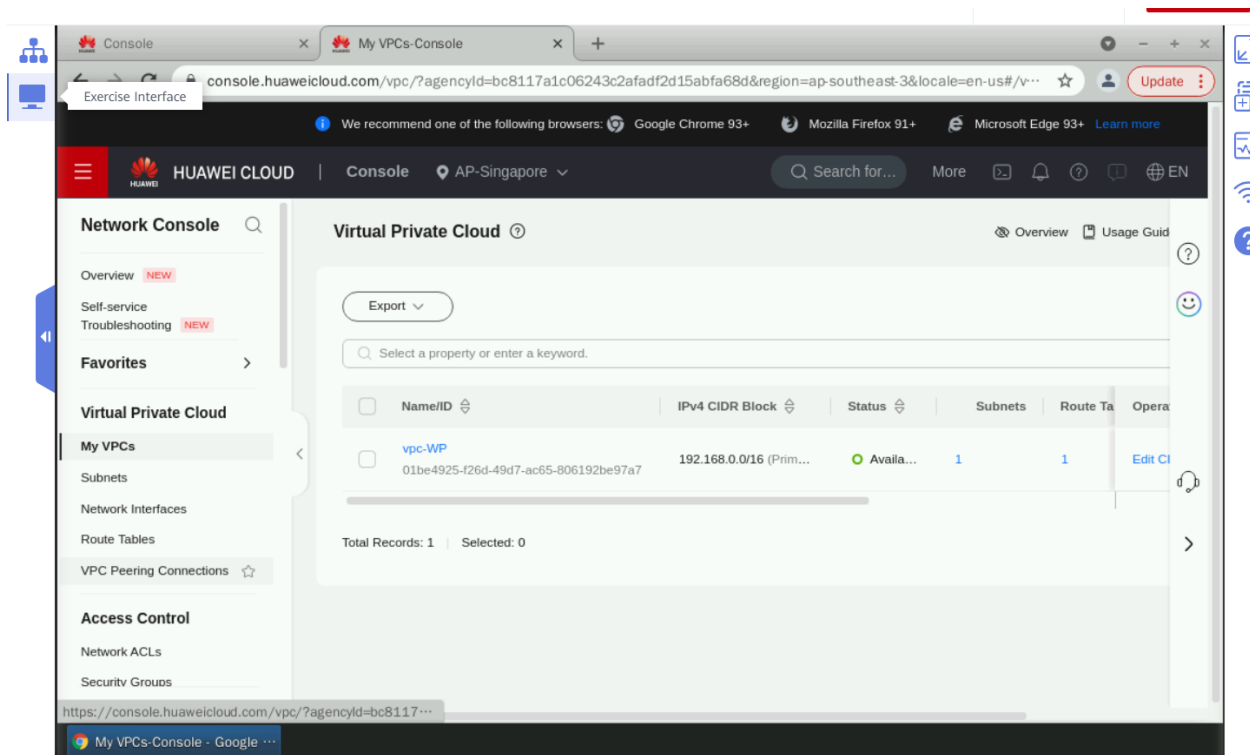 Console
My VPCs-Console
console.huaweicloud.com/vpc/?agencyId=bc8117a1c06243c2afadf2d15abfa68d&region=ap-southeast-3&locale=en-us#/v…
Update
Exercise Interface
We recommend one of the following browsers: Google Chrome 93+ Mozilla Firefox 91+ Microsoft Edge 93+ Learn more
HUAWEI
HUAWEI CLOUD | Console AP-Singapore Search for... More EN
Network Console
Virtual Private Cloud
Overview Usage Guid
Overview NEW
Self-service
Troubleshooting NEW
Favorites
Virtual Private Cloud
My VPCs
Subnets
Network Interfaces
Route Tables
VPC Peering Connections
Access Control
Network ACLs
Security Groups
Export
Select a property or enter a keyword.
Name/ID IPv4 CIDR Block Status Subnets Route Ta Opera
vpc-WP
01be4925-f26d-49d7-ac65-806192be97a7
192.168.0.0/16 (Prim... Availa... 1 1 Edit CI
Total Records: 1 | Selected: 0
https://console.huaweicloud.com/vpc/?agencyId=bc8117…
My VPCs-Console - Google …